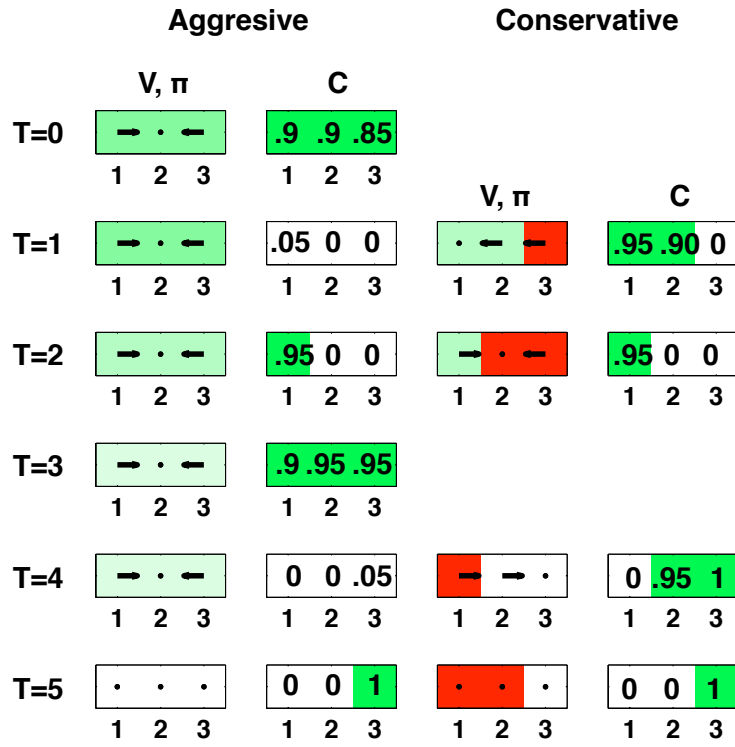 Aggresive Conservative
V, π C
T=0 .9 .9 .85
1 2 3 1 2 3
V, π C
T=1 .05 0 0 .95 .90 0
1 2 3 1 2 3 1 2 3 1 2 3
T=2 .95 0 0 .95 0 0
1 2 3 1 2 3 1 2 3 1 2 3
T=3 .9 .95 .95
1 2 3 1 2 3
T=4 0 0 .05 0 .95 1
1 2 3 1 2 3 1 2 3 1 2 3
T=5 0 0 1 0 0 1
1 2 3 1 2 3 1 2 3 1 2 3